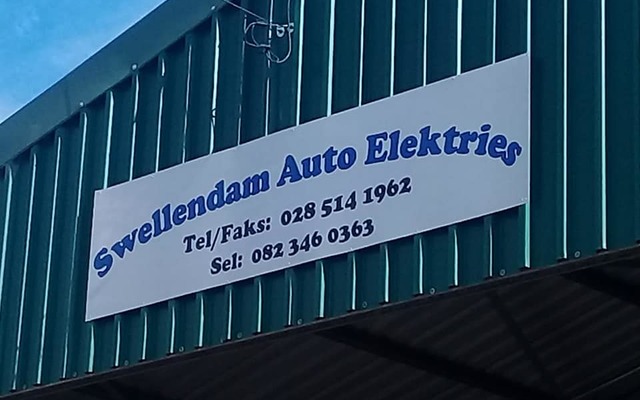 Swellendam Auto Elektries
Tel/Faks: 028 514 1962
Sel: 082 346 0363